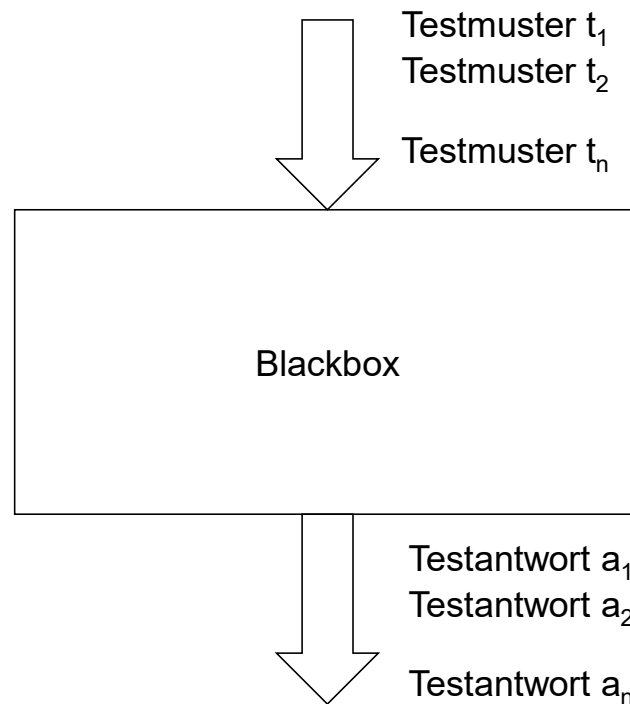 Testmuster t₁
Testmuster t₂
Testmuster tₙ
Blackbox
Testantwort a₁
Testantwort a₂
Testantwort aₙ